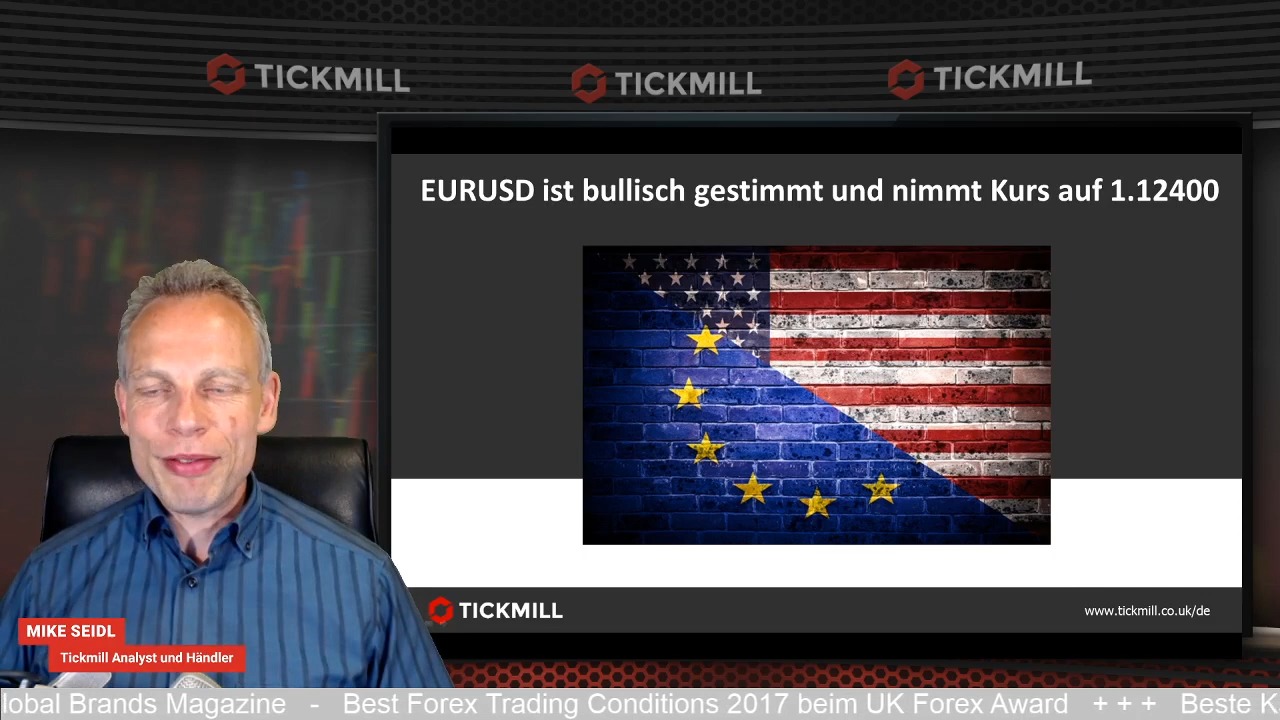 TICKMILL
TICKMILL
TICKMILL
EURUSD ist bullisch gestimmt und nimmt Kurs auf 1.12400
TICKMILL
www.tickmill.co.uk/de
MIKE SEIDL
Tickmill Analyst und Händler
lobal Brands Magazine - Best Forex Trading Conditions 2017 beim UK Forex Award + + + Beste K